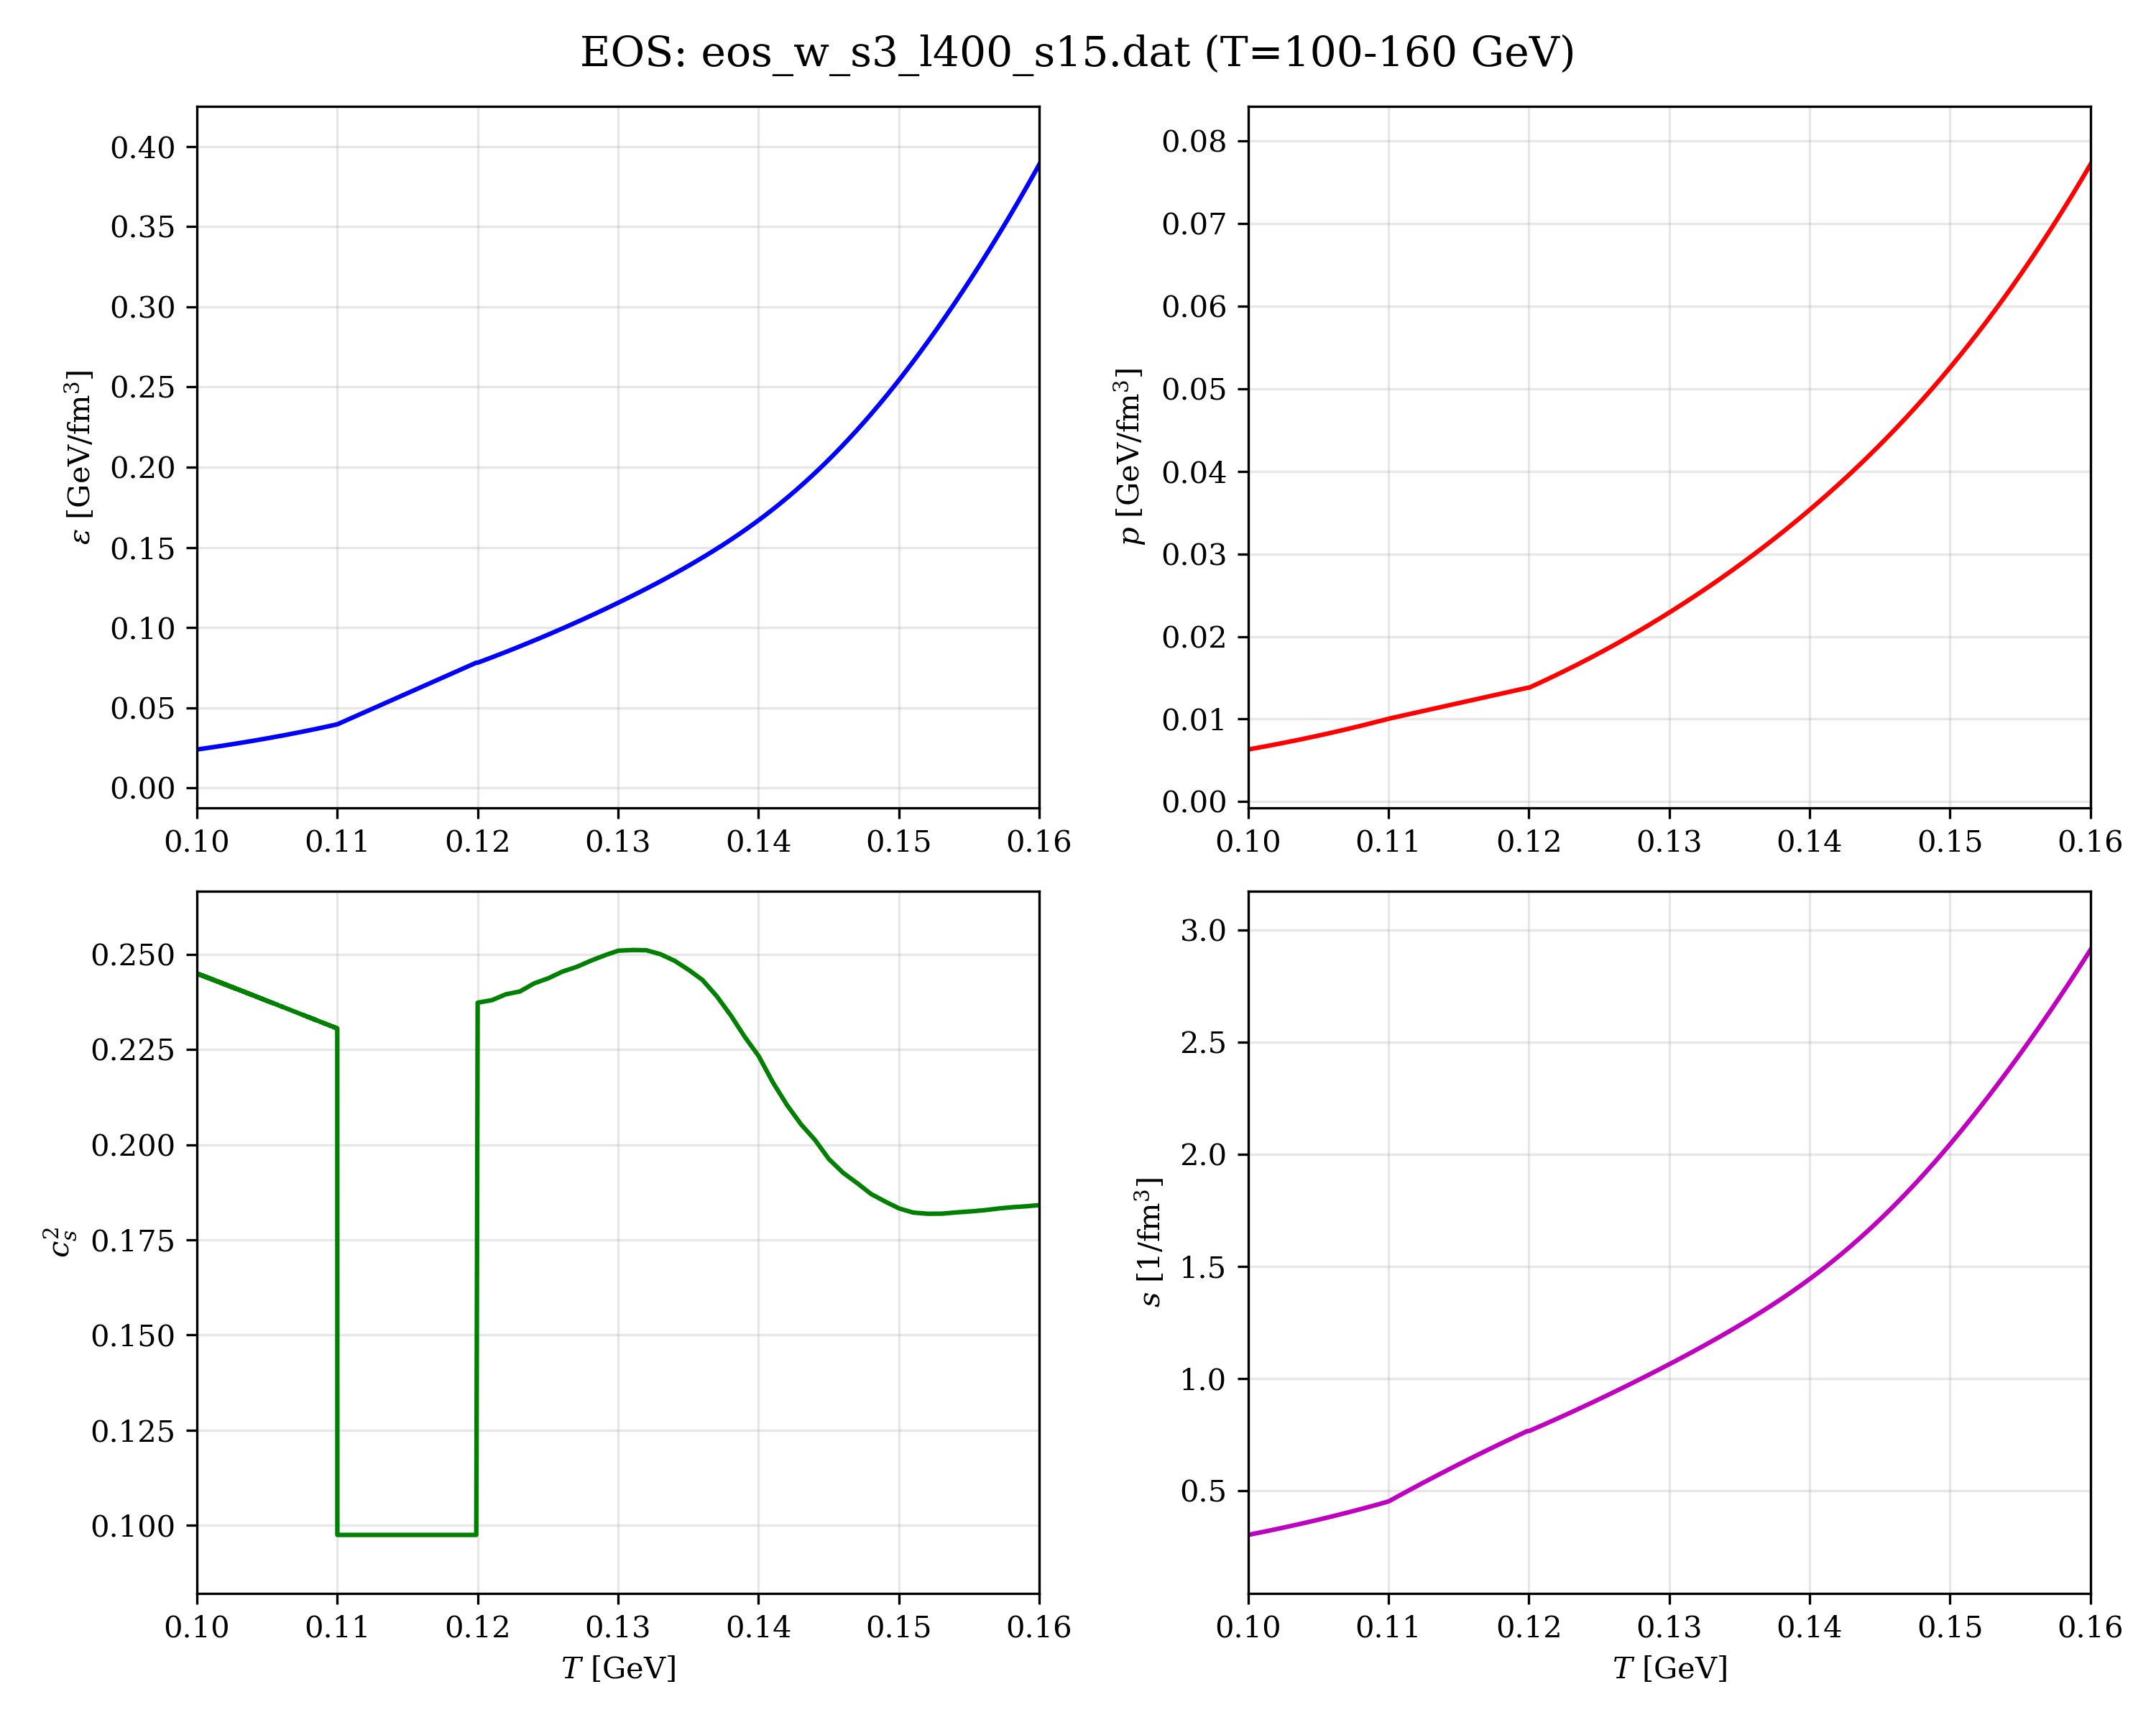 EOS: eos_w_s3_l400_s15.dat (T=100-160 GeV)
ε [GeV/fm³]
0.40
0.35
0.30
0.25
0.20
0.15
0.10
0.05
0.00
0.10 0.11 0.12 0.13 0.14 0.15 0.16
p [GeV/fm³]
0.08
0.07
0.06
0.05
0.04
0.03
0.02
0.01
0.00
0.10 0.11 0.12 0.13 0.14 0.15 0.16
c_s^2
0.250
0.225
0.200
0.175
0.150
0.125
0.100
0.10 0.11 0.12 0.13 0.14 0.15 0.16
T [GeV]
s [1/fm³]
3.0
2.5
2.0
1.5
1.0
0.5
0.10 0.11 0.12 0.13 0.14 0.15 0.16
T [GeV]